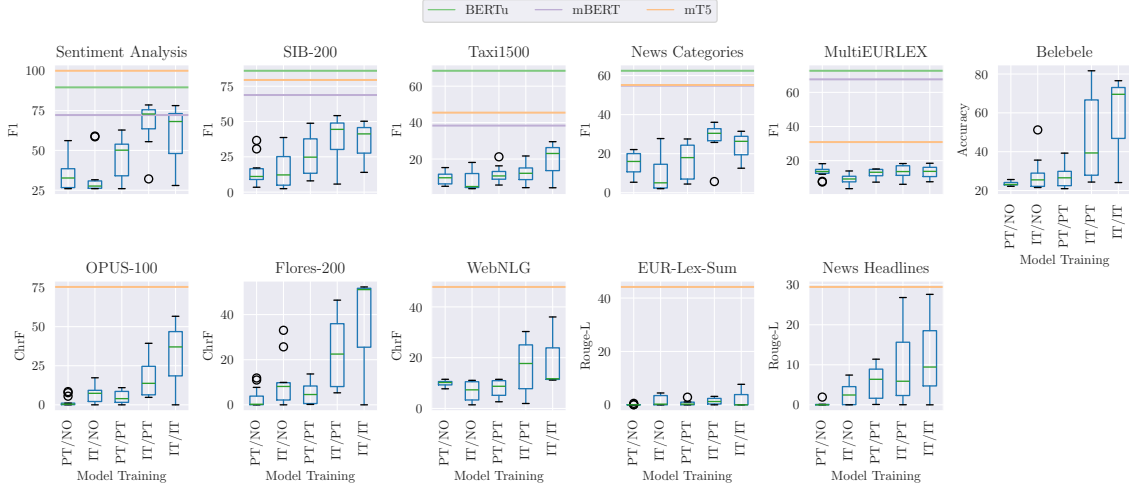 BERTu mBERT mT5
Sentiment Analysis
F1
100
75
50
25
SIB-200
F1
75
50
25
0
Taxi1500
F1
60
40
20
News Categories
F1
60
40
20
0
MultiEURLEX
F1
60
40
20
Belebele
Accuracy
80
60
40
20
PT/NO IT/NO PT/PT IT/PT IT/IT
Model Training
OPUS-100
ChrF
75
50
25
0
PT/NO IT/NO PT/PT IT/PT IT/IT
Model Training
Flores-200
ChrF
40
20
0
PT/NO IT/NO PT/PT IT/PT IT/IT
Model Training
WebNLG
ChrF
40
20
0
PT/NO IT/NO PT/PT IT/PT IT/IT
Model Training
EUR-Lex-Sum
Rouge-L
40
20
0
PT/NO IT/NO PT/PT IT/PT IT/IT
Model Training
News Headlines
Rouge-L
30
20
10
0
PT/NO IT/NO PT/PT IT/PT IT/IT
Model Training